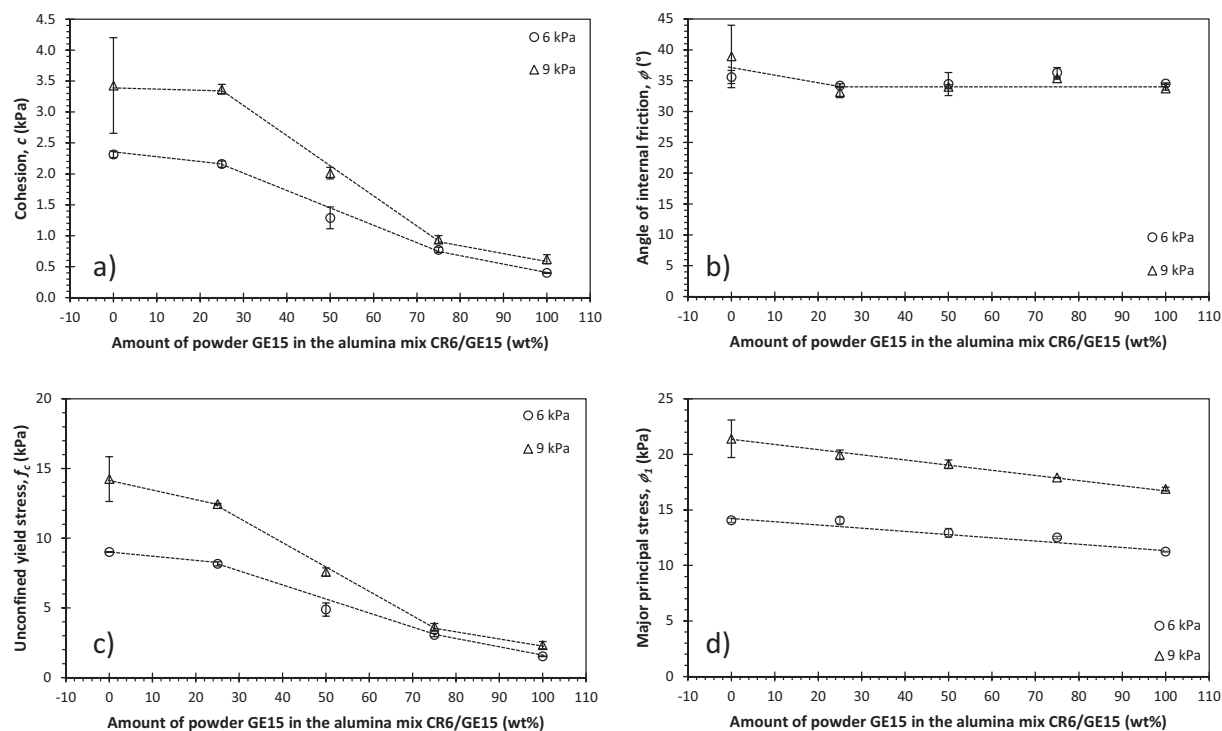 4.5
4.0
3.5
3.0
2.5
2.0
1.5
1.0
0.5
0.0
Cohesion, c (kPa)
6 kPa
9 kPa
a)
-10 0 10 20 30 40 50 60 70 80 90 100 110
Amount of powder GE15 in the alumina mix CR6/GE15 (wt%)
45
40
35
30
25
20
15
10
5
0
Angle of internal friction, ϕ (°)
6 kPa
9 kPa
b)
-10 0 10 20 30 40 50 60 70 80 90 100 110
Amount of powder GE15 in the alumina mix CR6/GE15 (wt%)
20
15
10
5
0
Unconfined yield stress, f_c (kPa)
6 kPa
9 kPa
c)
-10 0 10 20 30 40 50 60 70 80 90 100 110
Amount of powder GE15 in the alumina mix CR6/GE15 (wt%)
25
20
15
10
5
0
Major principal stress, ϕ_1 (kPa)
6 kPa
9 kPa
d)
-10 0 10 20 30 40 50 60 70 80 90 100 110
Amount of powder GE15 in the alumina mix CR6/GE15 (wt%)